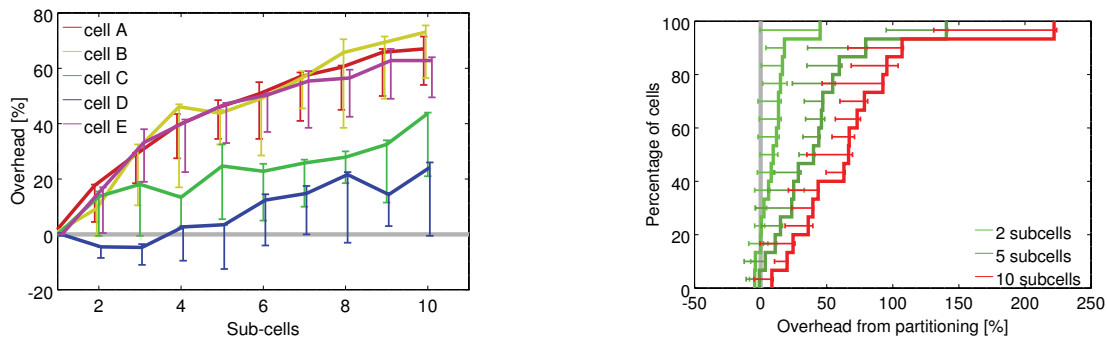 80
60
40
20
0
-20
2
4
6
8
10
Overhead [%]
Sub-cells
cell A
cell B
cell C
cell D
cell E
100
80
60
40
20
0
-50
0
50
100
150
200
250
Percentage of cells
Overhead from partitioning [%]
2 subcells
5 subcells
10 subcells